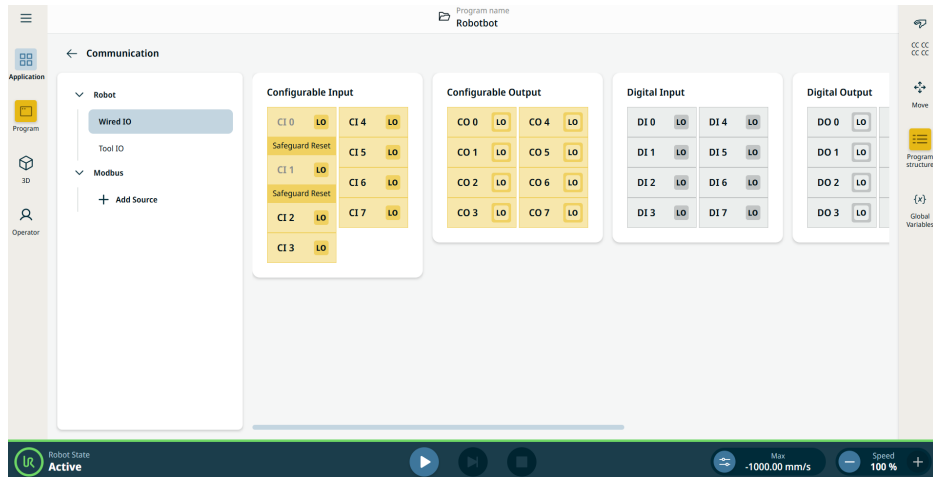 Program name
Robotbot
Application
Program
3D
Operator
Communication
Robot
Wired IO
Tool IO
Modbus
Add Source
Configurable Input
CI 0 LO CI 4 LO
Safeguard Reset
CI 5 LO
CI 1 LO
CI 6 LO
Safeguard Reset
CI 2 LO CI 7 LO
CI 3 LO
Configurable Output
CO 0 LO CO 4 LO
CO 1 LO CO 5 LO
CO 2 LO CO 6 LO
CO 3 LO CO 7 LO
Digital Input
DI 0 LO DI 4 LO
DI 1 LO DI 5 LO
DI 2 LO DI 6 LO
DI 3 LO DI 7 LO
Digital Output
DO 0 LO
DO 1 LO
DO 2 LO
DO 3 LO
CC CC
CC CC
Move
Program
structure
{x}
Global
Variables
UR
Robot State
Active
Max
-1000.00 mm/s
Speed
100 %